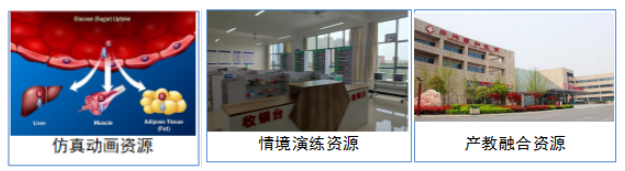 Glucose (Sugar) Uptake
Liver
Muscle
Adipose Tissue
(Fat)
收银台
仿真动画资源
情境演练资源
产教融合资源